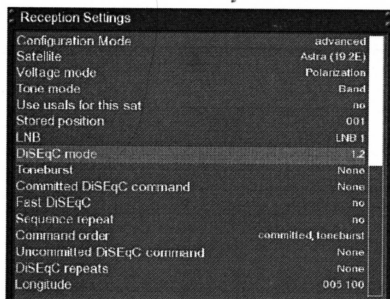 Reception Settings
Configuration Mode advanced
Satellite Astra (19.2E)
Voltage mode Polarization
Tone mode Band
Use usals for this sat no
Stored position 001
LNB LNB 1
DiSEqC mode 1.2
Toneburst None
Committed DiSEqC command None
Fast DiSEqC no
Sequence repeat no
Command order committed, toneburst
Uncommitted DiSEqC command None
DiSEqC repeats None
Longitude 005.100